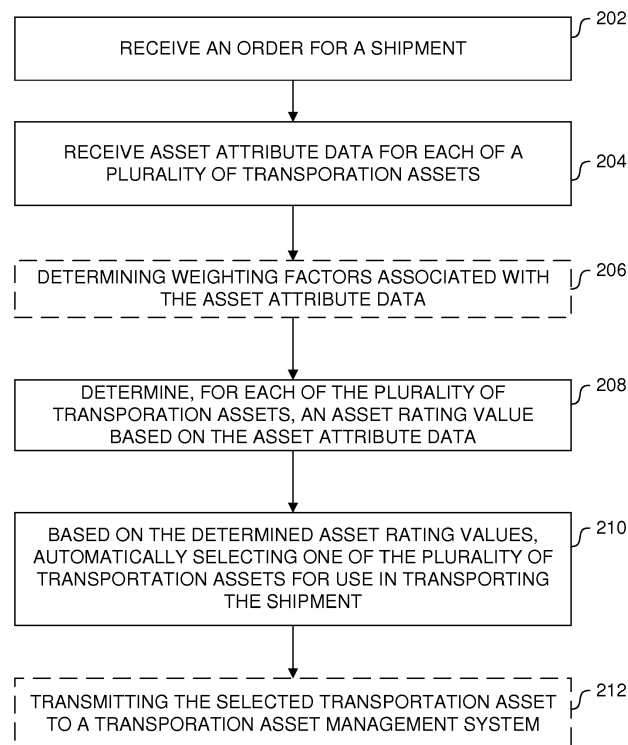 202
RECEIVE AN ORDER FOR A SHIPMENT
204
RECEIVE ASSET ATTRIBUTE DATA FOR EACH OF A
PLURALITY OF TRANSPORATION ASSETS
206
DETERMINING WEIGHTING FACTORS ASSOCIATED WITH
THE ASSET ATTRIBUTE DATA
208
DETERMINE, FOR EACH OF THE PLURALITY OF
TRANSPORATION ASSETS, AN ASSET RATING VALUE
BASED ON THE ASSET ATTRIBUTE DATA
210
BASED ON THE DETERMINED ASSET RATING VALUES,
AUTOMATICALLY SELECTING ONE OF THE PLURALITY OF
TRANSPORTATION ASSETS FOR USE IN TRANSPORTING
THE SHIPMENT
212
TRANSMITTING THE SELECTED TRANSPORTATION ASSET
TO A TRANSPORATION ASSET MANAGEMENT SYSTEM